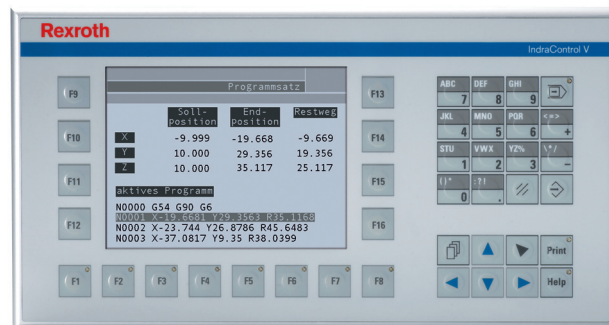 Rexroth
IndraControl V
Programmsatz
Soll-position End-position Restweg
X -9.999 -19.668 -9.669
Y 10.000 29.356 19.356
Z 10.000 35.117 25.117
aktives Programm
N0000 G54 G90 G6
N0001 X-19.6681 Y29.3563 R35.1168
N0002 X-23.744 Y26.8786 R45.6483
N0003 X-37.0817 Y9.35 R38.0399
F9
F10
F11
F12
F13
F14
F15
F16
F1 F2 F3 F4 F5 F6 F7 F8
ABC 7 DEF 8 GHI 9
JKL 4 MNO 5 PQR 6 <=> +
STU 1 VWX 2 YZ% 3 \*/ -
()° 0 :?! .
Print
Help